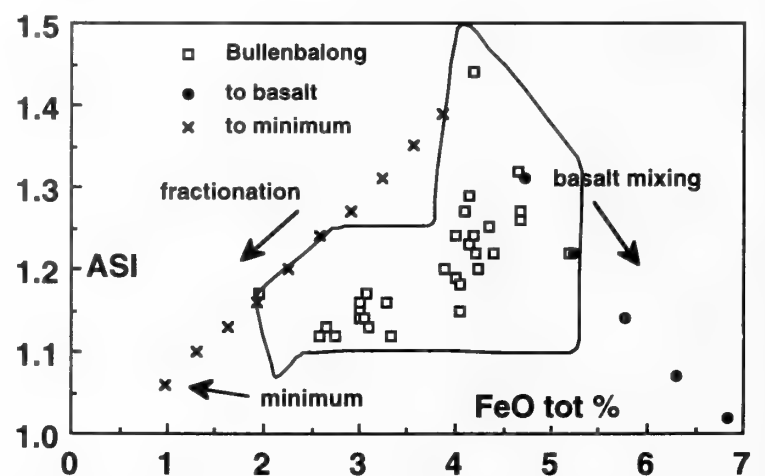 1.5
Bullenbalong
to basalt
1.4
to minimum
fractionation
1.3
basalt mixing
ASI
1.2
1.1
minimum
FeO tot %
1.0
0 1 2 3 4 5 6 7